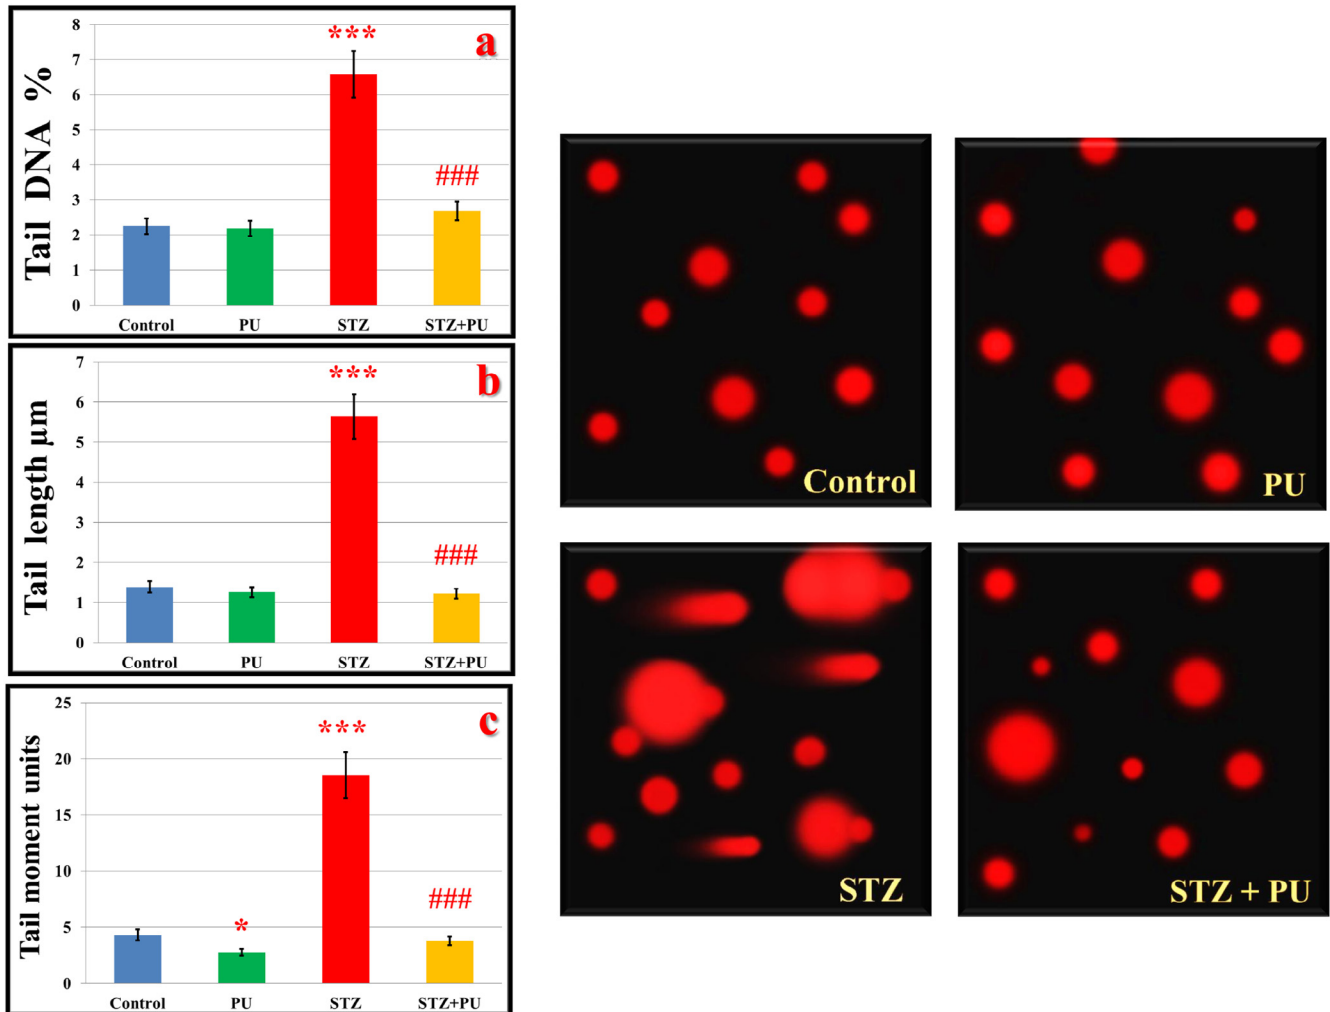 a
Tail DNA %
8
7
6
5
4
3
2
1
0
***
###
Control PU STZ STZ+PU
b
Tail length μm
7
6
5
4
3
2
1
0
***
###
Control PU STZ STZ+PU
c
Tail moment units
25
20
15
10
5
0
*
***
###
Control PU STZ STZ+PU
Control
PU
STZ
STZ + PU